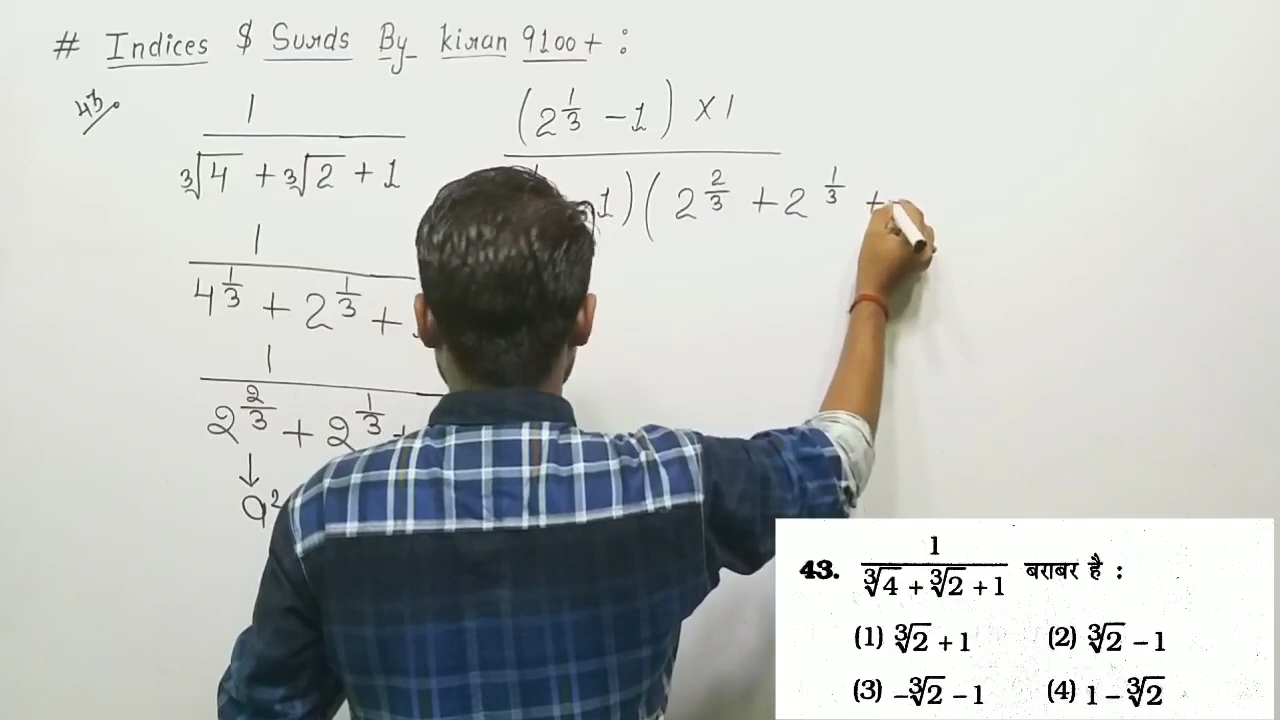 # Indices $ Surds By kiran 9100+ :
43.
1
∛4 + ∛2 + 1
1
4^(1/3) + 2^(1/3) +
1
2^(2/3) + 2^(1/3) +
↓
a²
(2^(1/3) - 1) × 1
1) (2^(2/3) + 2^(1/3) +
43. 1/(∛4 + ∛2 + 1) बराबर है :
(1) ∛2 + 1 (2) ∛2 - 1
(3) -∛2 - 1 (4) 1 - ∛2